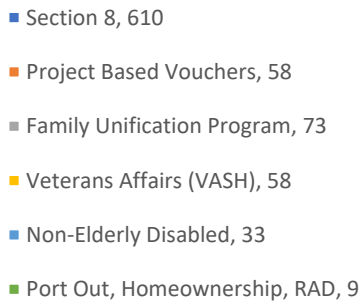 Section 8, 610
Project Based Vouchers, 58
Family Unification Program, 73
Veterans Affairs (VASH), 58
Non-Elderly Disabled, 33
Port Out, Homeownership, RAD, 9